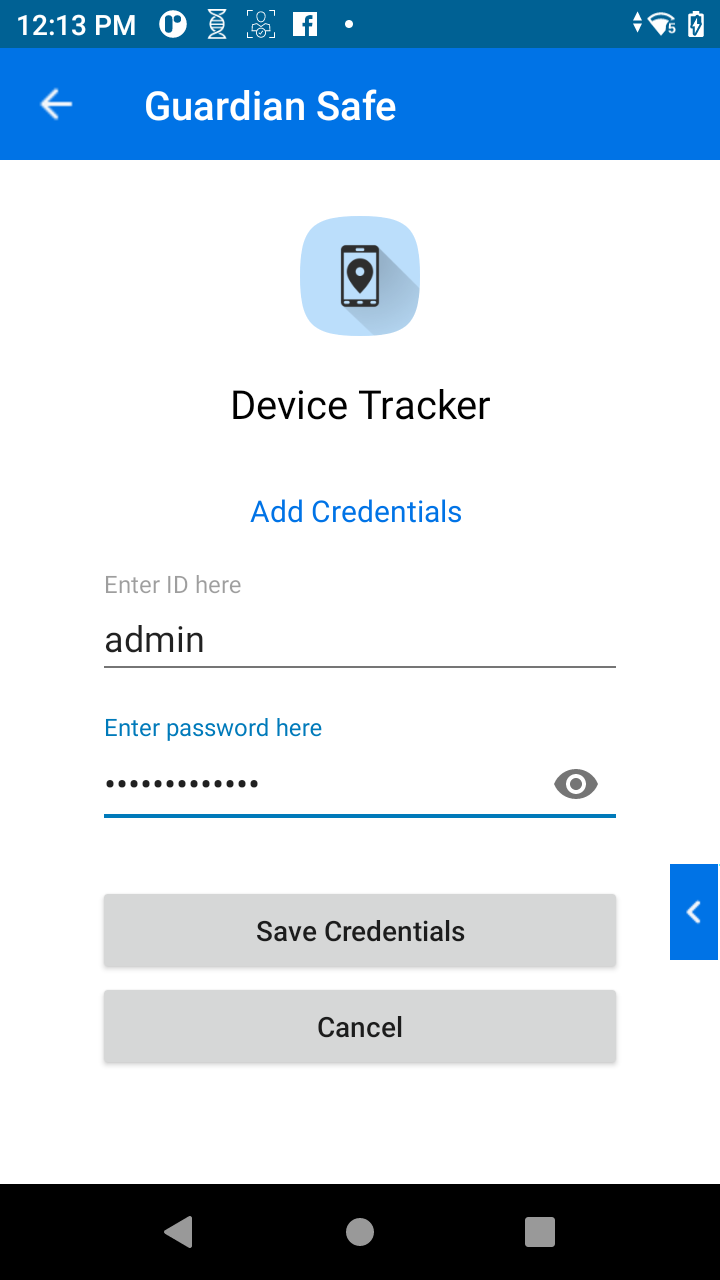 12:13 PM
5
Guardian Safe
Device Tracker
Add Credentials
Enter ID here
admin
Enter password here
•••••••••••••
Save Credentials
Cancel